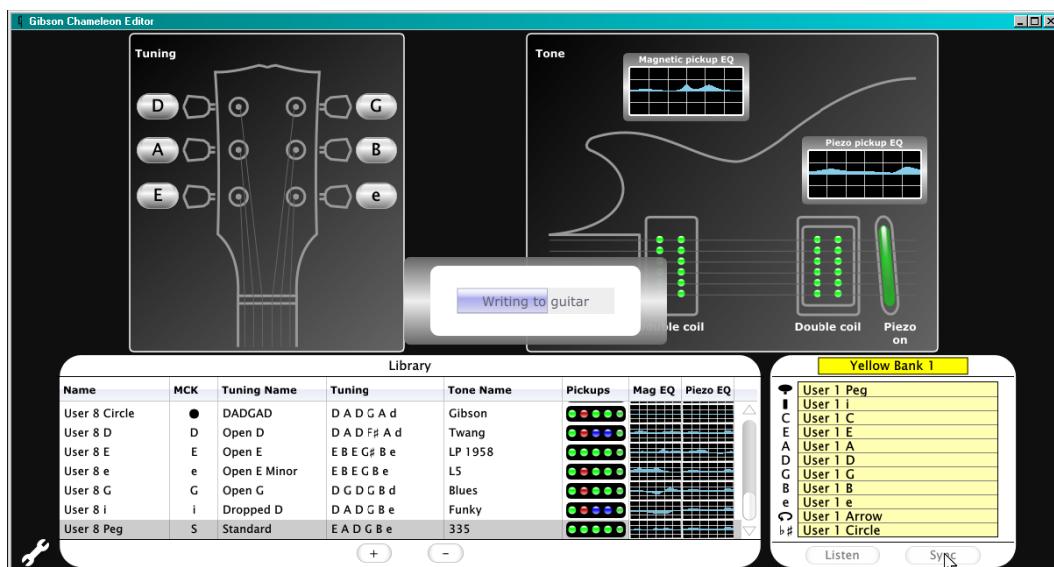 Gibson Chameleon Editor
Tuning
D G
A B
E e
Tone
Magnetic pickup EQ
Piezo pickup EQ
Double coil Piezo on
Writing to guitar
le coil
Library
Name MCK Tuning Name Tuning Tone Name Pickups Mag EQ Piezo EQ
User 8 Circle ● DADGAD D A D G A d Gibson
User 8 D D Open D D A D F♯ A d Twang
User 8 E E Open E E B E G♯ B e LP 1958
User 8 e e Open E Minor E B E G B e L5
User 8 G G Open G D G D G B d Blues
User 8 i i Dropped D D A D G B e Funky
User 8 Peg S Standard E A D G B e 335
+ −
Yellow Bank 1
User 1 Peg
User 1 i
C User 1 C
E User 1 E
A User 1 A
D User 1 D
G User 1 G
B User 1 B
e User 1 e
User 1 Arrow
♭♯ User 1 Circle
Listen Sync